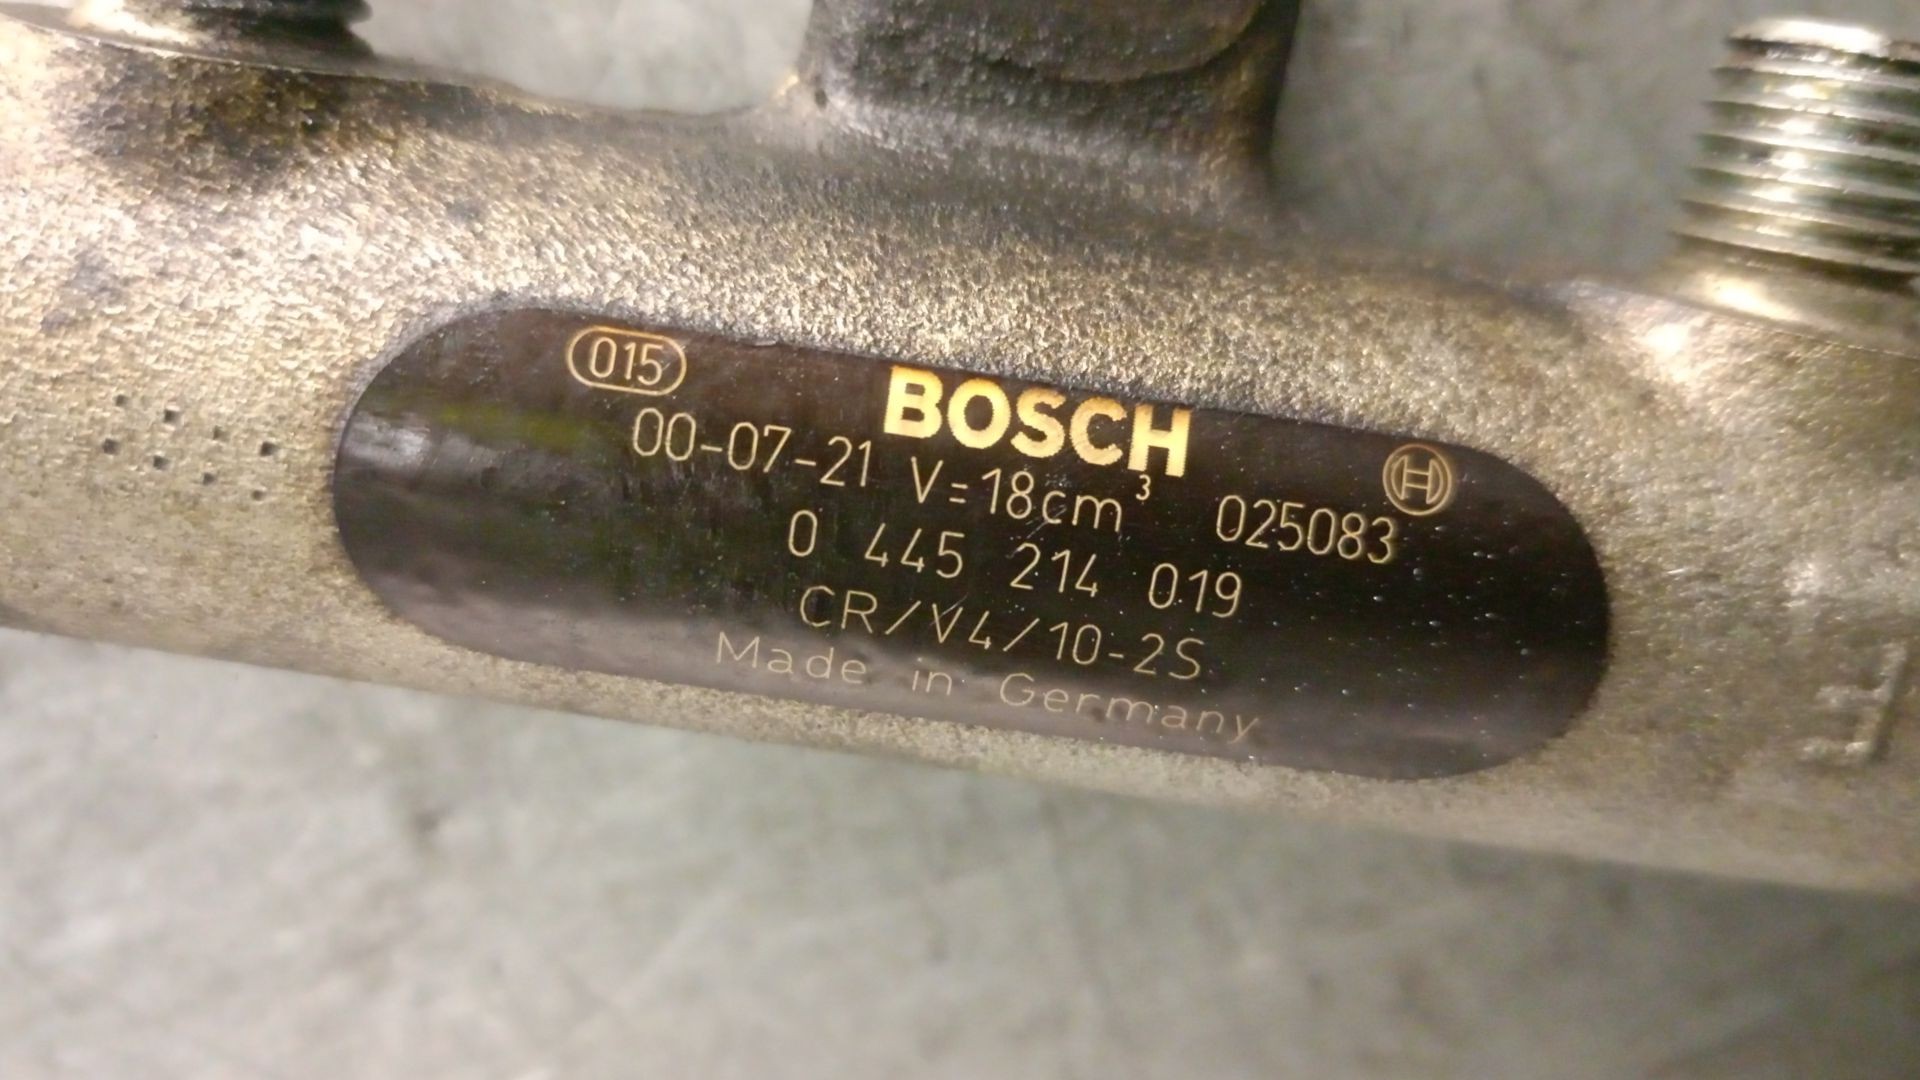 015
BOSCH
00-07-21 V=18cm³ 025083
0 445 214 019
CR/V4/10-2S
Made in Germany